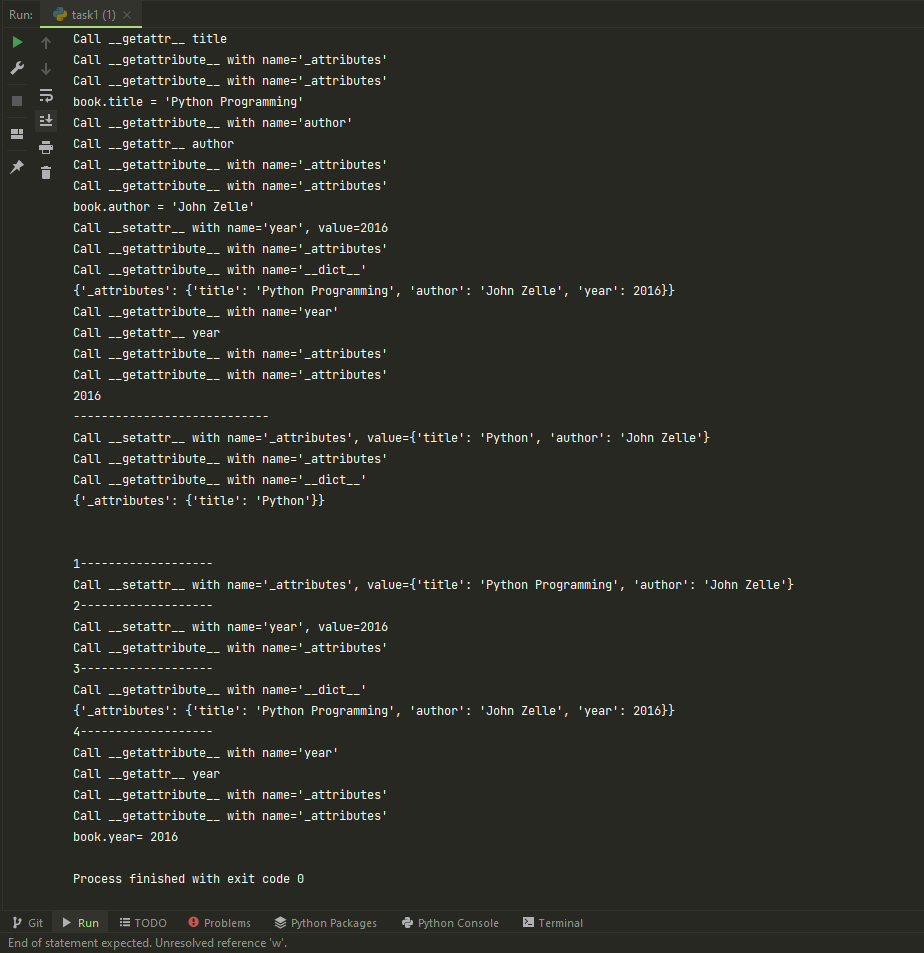 Run: task1 (1)
Call __getattr__ title
Call __getattribute__ with name='_attributes'
Call __getattribute__ with name='_attributes'
book.title = 'Python Programming'
Call __getattribute__ with name='author'
Call __getattr__ author
Call __getattribute__ with name='_attributes'
Call __getattribute__ with name='_attributes'
book.author = 'John Zelle'
Call __setattr__ with name='year', value=2016
Call __getattribute__ with name='_attributes'
Call __getattribute__ with name='__dict__'
{'_attributes': {'title': 'Python Programming', 'author': 'John Zelle', 'year': 2016}}
Call __getattribute__ with name='year'
Call __getattr__ year
Call __getattribute__ with name='_attributes'
Call __getattribute__ with name='_attributes'
2016
----------------------------
Call __setattr__ with name='_attributes', value={'title': 'Python', 'author': 'John Zelle'}
Call __getattribute__ with name='_attributes'
Call __getattribute__ with name='__dict__'
{'_attributes': {'title': 'Python'}}
1-------------------
Call __setattr__ with name='_attributes', value={'title': 'Python Programming', 'author': 'John Zelle'}
2-------------------
Call __setattr__ with name='year', value=2016
Call __getattribute__ with name='_attributes'
3-------------------
Call __getattribute__ with name='__dict__'
{'_attributes': {'title': 'Python Programming', 'author': 'John Zelle', 'year': 2016}}
4-------------------
Call __getattribute__ with name='year'
Call __getattr__ year
Call __getattribute__ with name='_attributes'
Call __getattribute__ with name='_attributes'
book.year= 2016
Process finished with exit code 0
Git Run TODO Problems Python Packages Python Console Terminal
End of statement expected. Unresolved reference 'w'.